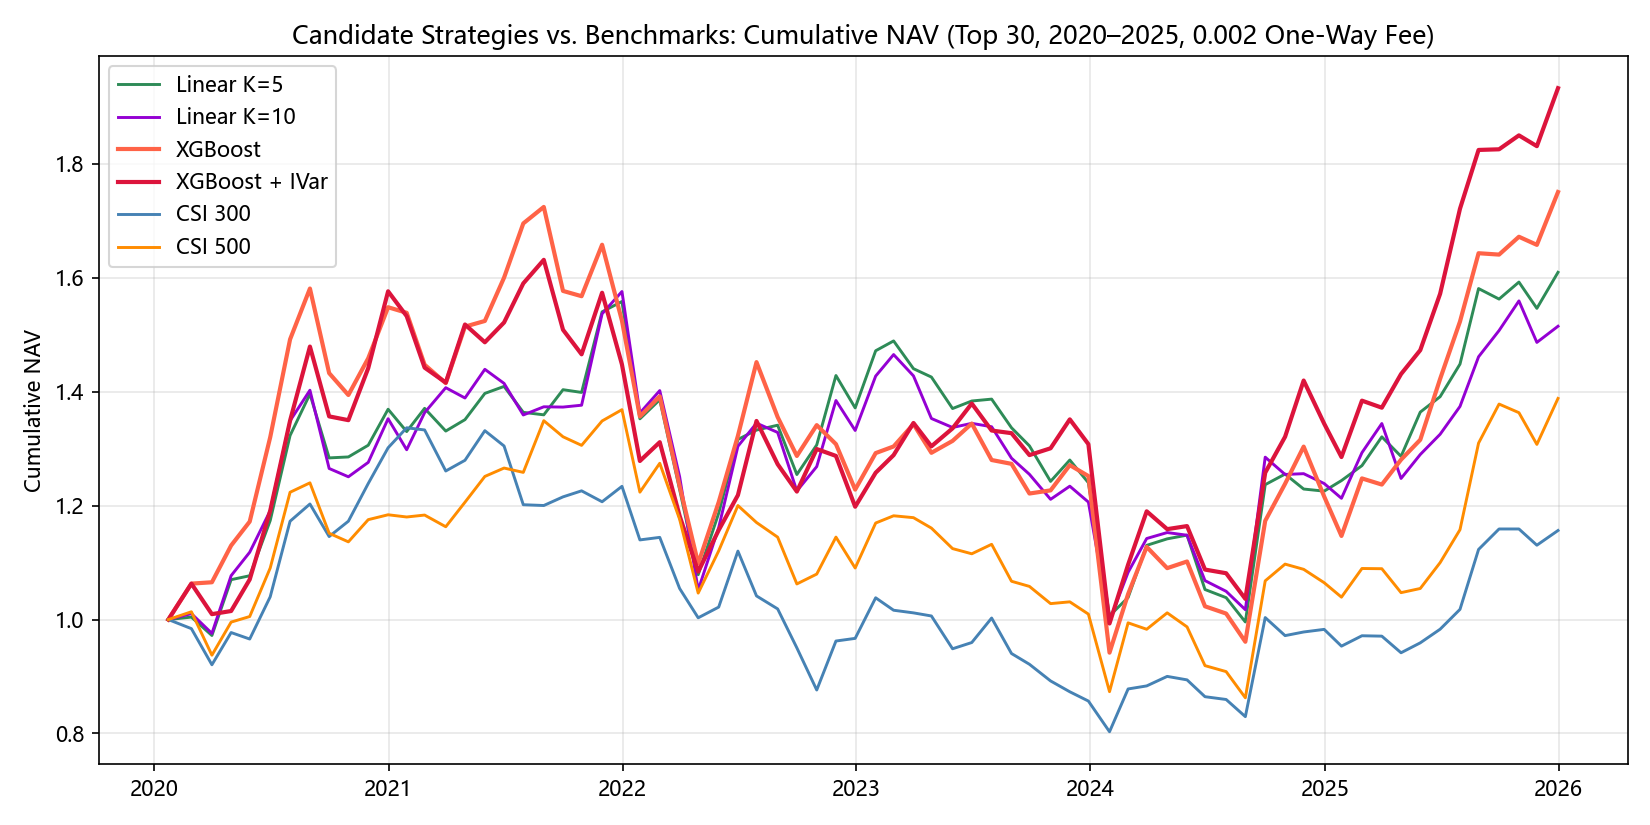 Candidate Strategies vs. Benchmarks: Cumulative NAV (Top 30, 2020–2025, 0.002 One-Way Fee)
Linear K=5
Linear K=10
XGBoost
XGBoost + IVar
CSI 300
CSI 500
Cumulative NAV
1.8
1.6
1.4
1.2
1.0
0.8
2020 2021 2022 2023 2024 2025 2026